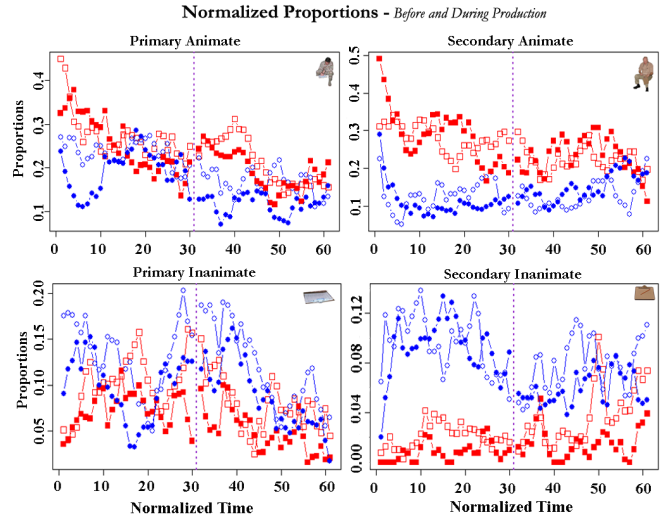 Normalized Proportions - Before and During Production
Primary Animate
Secondary Animate
Proportions
0.1 0.2 0.3 0.4
0.1 0.2 0.3 0.4 0.5
0 10 20 30 40 50 60
0 10 20 30 40 50 60
Primary Inanimate
Secondary Inanimate
Proportions
0.05 0.10 0.15 0.20
0.00 0.04 0.08 0.12
0 10 20 30 40 50 60
0 10 20 30 40 50 60
Normalized Time
Normalized Time